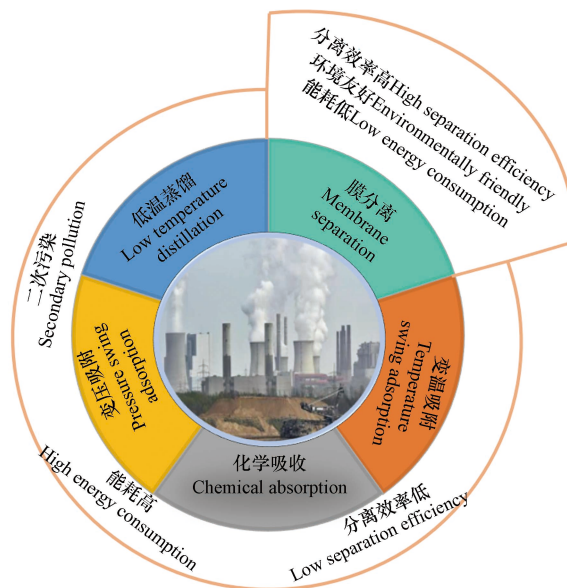 分离效率高High separation efficiency
环境友好Environmentally friendly
能耗低Low energy consumption
低温蒸馏
Low temperature
distillation
膜分离
Membrane
separation
二次污染
Secondary pollution
变压吸附
Pressure swing
adsorption
变温吸附
Temperature
swing adsorption
化学吸收
Chemical absorption
能耗高
High energy consumption
分离效率低
Low separation efficiency